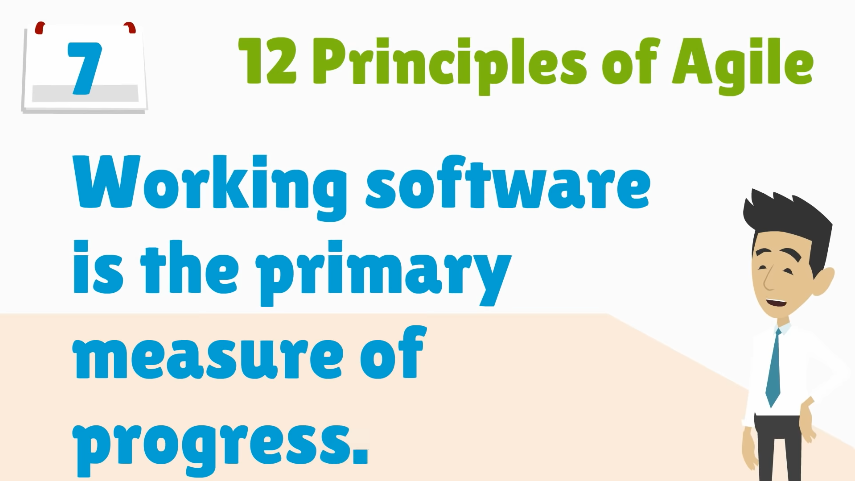 7
12 Principles of Agile
Working software
is the primary
measure of
progress.